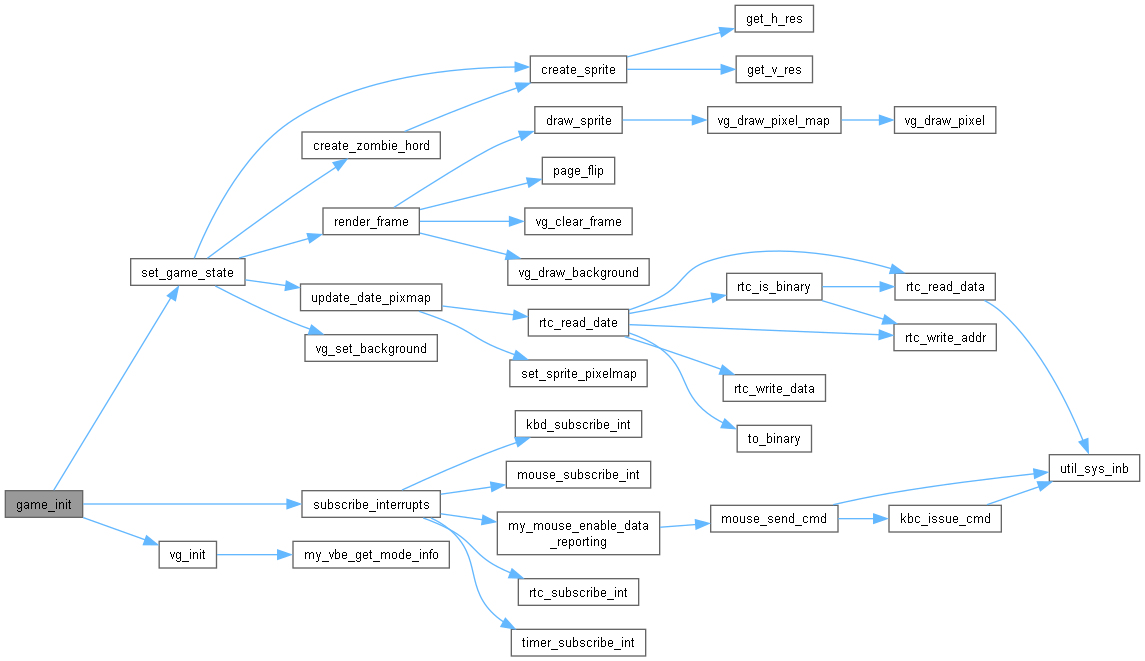 get_h_res
create_sprite
get_v_res
draw_sprite
vg_draw_pixel_map
vg_draw_pixel
create_zombie_hord
page_flip
render_frame
vg_clear_frame
set_game_state
vg_draw_background
update_date_pixmap
rtc_is_binary
rtc_read_data
rtc_read_date
rtc_write_addr
vg_set_background
set_sprite_pixelmap
rtc_write_data
kbd_subscribe_int
to_binary
mouse_subscribe_int
util_sys_inb
game_init
subscribe_interrupts
my_mouse_enable_data
_reporting
mouse_send_cmd
kbc_issue_cmd
vg_init
my_vbe_get_mode_info
rtc_subscribe_int
timer_subscribe_int